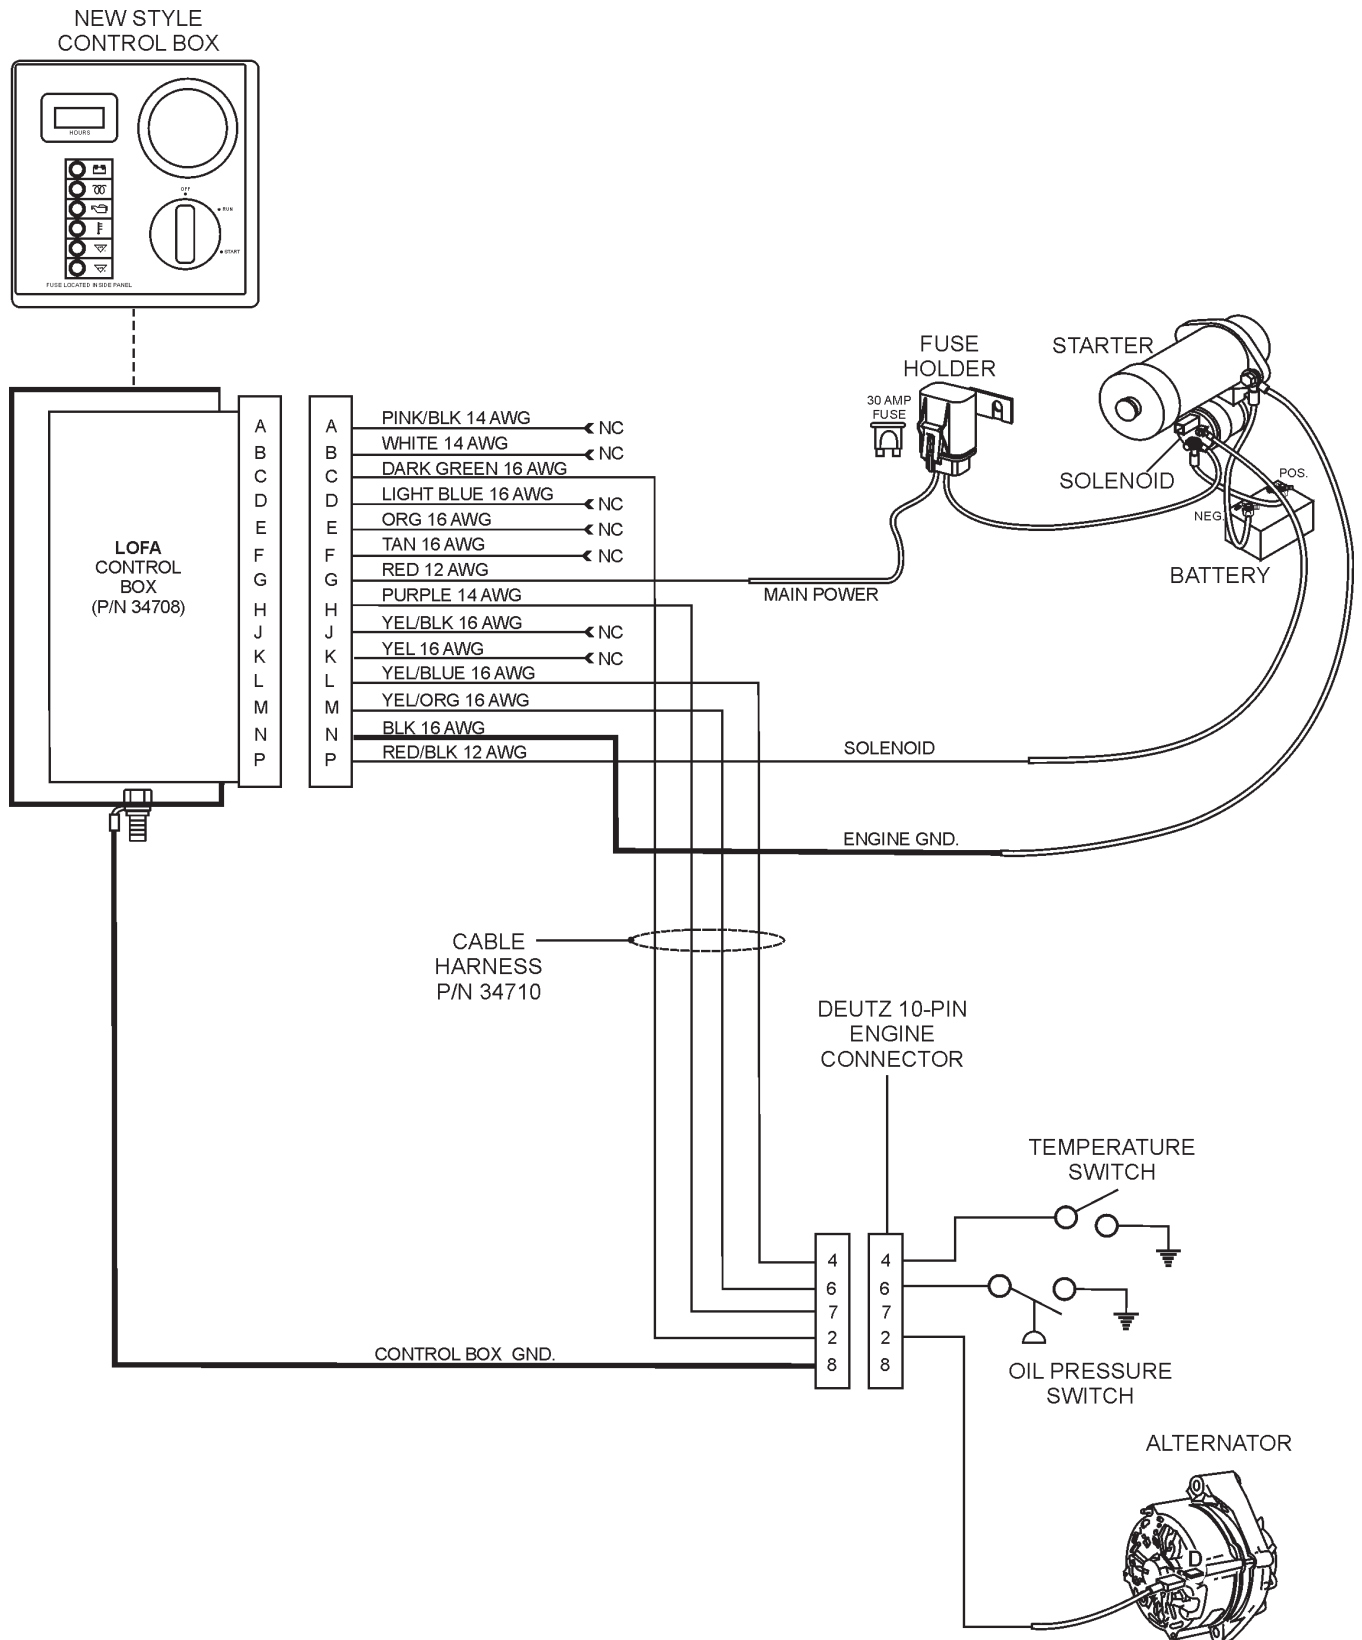 NEW STYLE
CONTROL BOX
HOURS
OFF
RUN
START
FUSE LOCATED INSIDE PANEL
FUSE
HOLDER
30 AMP
FUSE
STARTER
SOLENOID
POS.
NEG.
BATTERY
LOFA
CONTROL
BOX
(P/N 34708)
A A PINK/BLK 14 AWG NC
B B WHITE 14 AWG NC
C C DARK GREEN 16 AWG
D D LIGHT BLUE 16 AWG NC
E E ORG 16 AWG NC
F F TAN 16 AWG NC
G G RED 12 AWG
MAIN POWER
H H PURPLE 14 AWG
J J YEL/BLK 16 AWG NC
K K YEL 16 AWG NC
L L YEL/BLUE 16 AWG
M M YEL/ORG 16 AWG
N N BLK 16 AWG
P P RED/BLK 12 AWG
SOLENOID
ENGINE GND.
CABLE
HARNESS
P/N 34710
DEUTZ 10-PIN
ENGINE
CONNECTOR
TEMPERATURE
SWITCH
4 4
6 6
7 7
2 2
8 8
CONTROL BOX GND.
OIL PRESSURE
SWITCH
ALTERNATOR
D